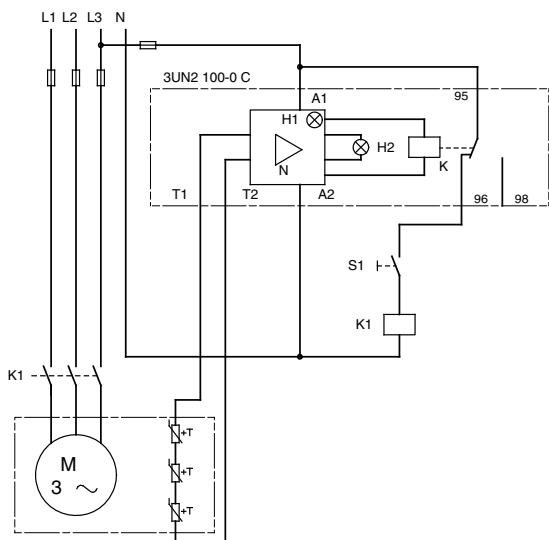 L1 L2 L3 N
3UN2 100-0 C
A1
95
H1
H2
K
N
T1
T2
A2
96
98
S1
K1
K1
+T
M
3
+T
+T